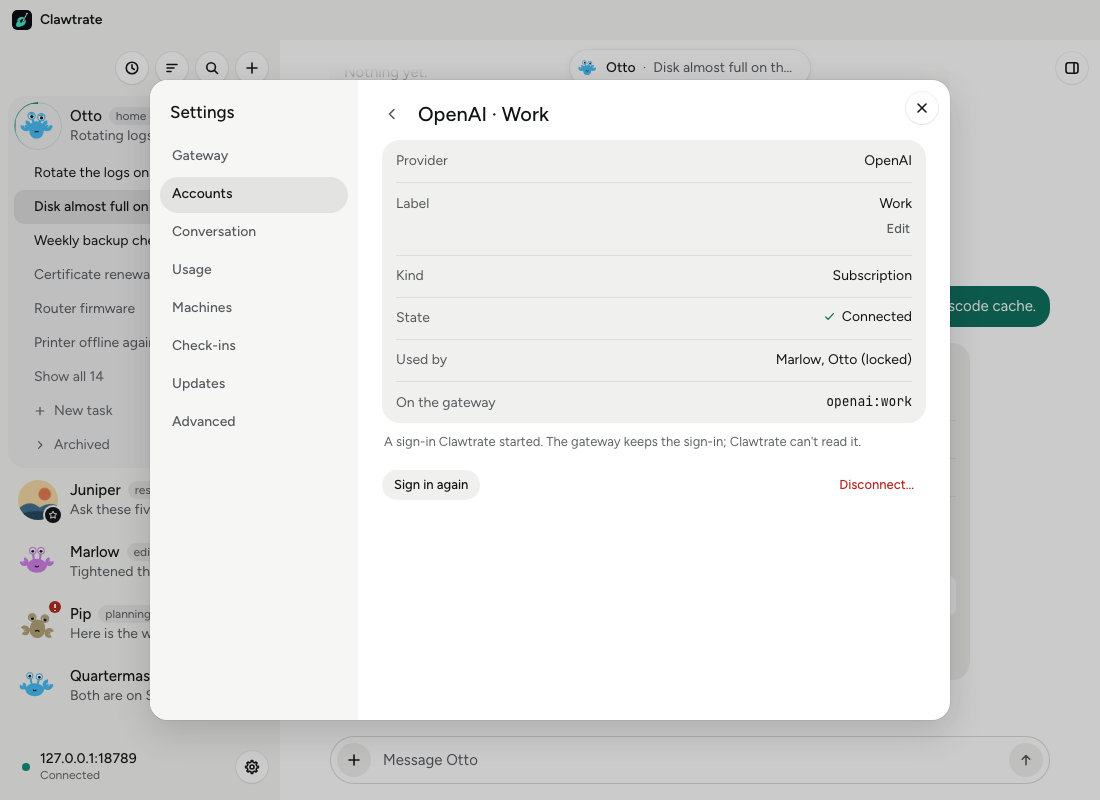 Clawtrate
Nothing yet.
Otto · Disk almost full on th...
Otto home
Rotating logs
Rotate the logs on
Disk almost full on
Weekly backup che
Certificate renewa
Router firmware
Printer offline agai
Show all 14
New task
Archived
Juniper res
Ask these fiv
Marlow edi
Tightened th
Pip planning
Here is the w
Quartermas
Both are on S
127.0.0.1:18789
Connected
Settings
Gateway
Accounts
Conversation
Usage
Machines
Check-ins
Updates
Advanced
OpenAI · Work
Provider OpenAI
Label Work
Edit
Kind Subscription
State Connected
Used by Marlow, Otto (locked)
On the gateway openai:work
A sign-in Clawtrate started. The gateway keeps the sign-in; Clawtrate can't read it.
Sign in again Disconnect...
scode cache.
Message Otto